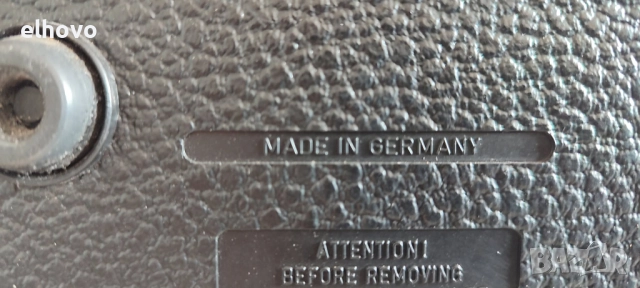 elhovo
MADE IN GERMANY
ATTENTION!
BEFORE REMOVING